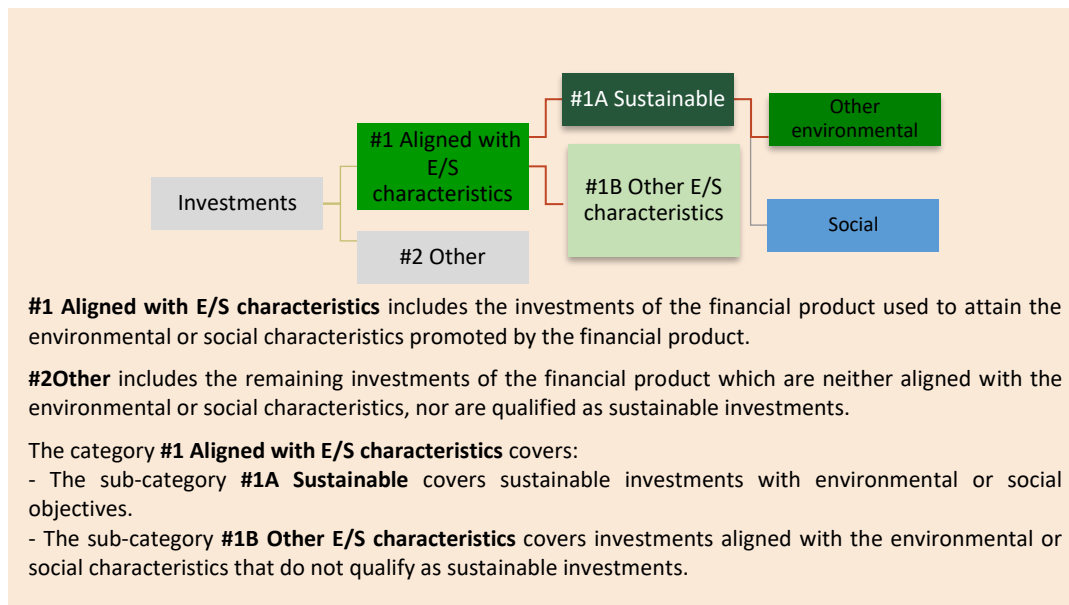 #1A Sustainable
Other
environmental
#1 Aligned with
E/S
characteristics
#1B Other E/S
characteristics
Investments
Social
#2 Other
#1 Aligned with E/S characteristics includes the investments of the financial product used to attain the
environmental or social characteristics promoted by the financial product.
#2Other includes the remaining investments of the financial product which are neither aligned with the
environmental or social characteristics, nor are qualified as sustainable investments.
The category #1 Aligned with E/S characteristics covers:
- The sub-category #1A Sustainable covers sustainable investments with environmental or social
objectives.
- The sub-category #1B Other E/S characteristics covers investments aligned with the environmental or
social characteristics that do not qualify as sustainable investments.